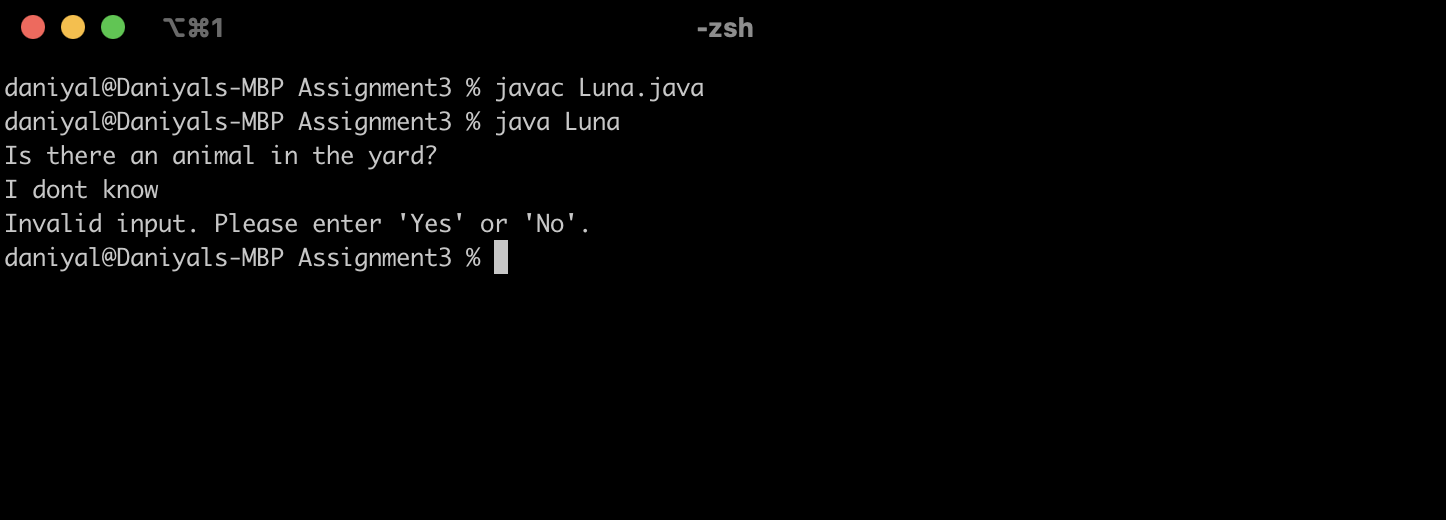 ⌥⌘1
-zsh
daniyal@Daniyals-MBP Assignment3 % javac Luna.java
daniyal@Daniyals-MBP Assignment3 % java Luna
Is there an animal in the yard?
I dont know
Invalid input. Please enter 'Yes' or 'No'.
daniyal@Daniyals-MBP Assignment3 %